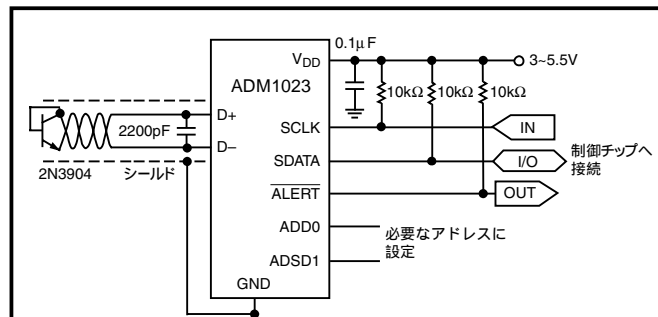 0.1μF
VDD
3~5.5V
ADM1023
10kΩ 10kΩ 10kΩ
D+
2200pF
SCLK
IN
D−
SDATA
I/O
制御チップへ
接続
2N3904
シールド
ALERT
OUT
ADD0
必要なアドレスに
設定
ADSD1
GND